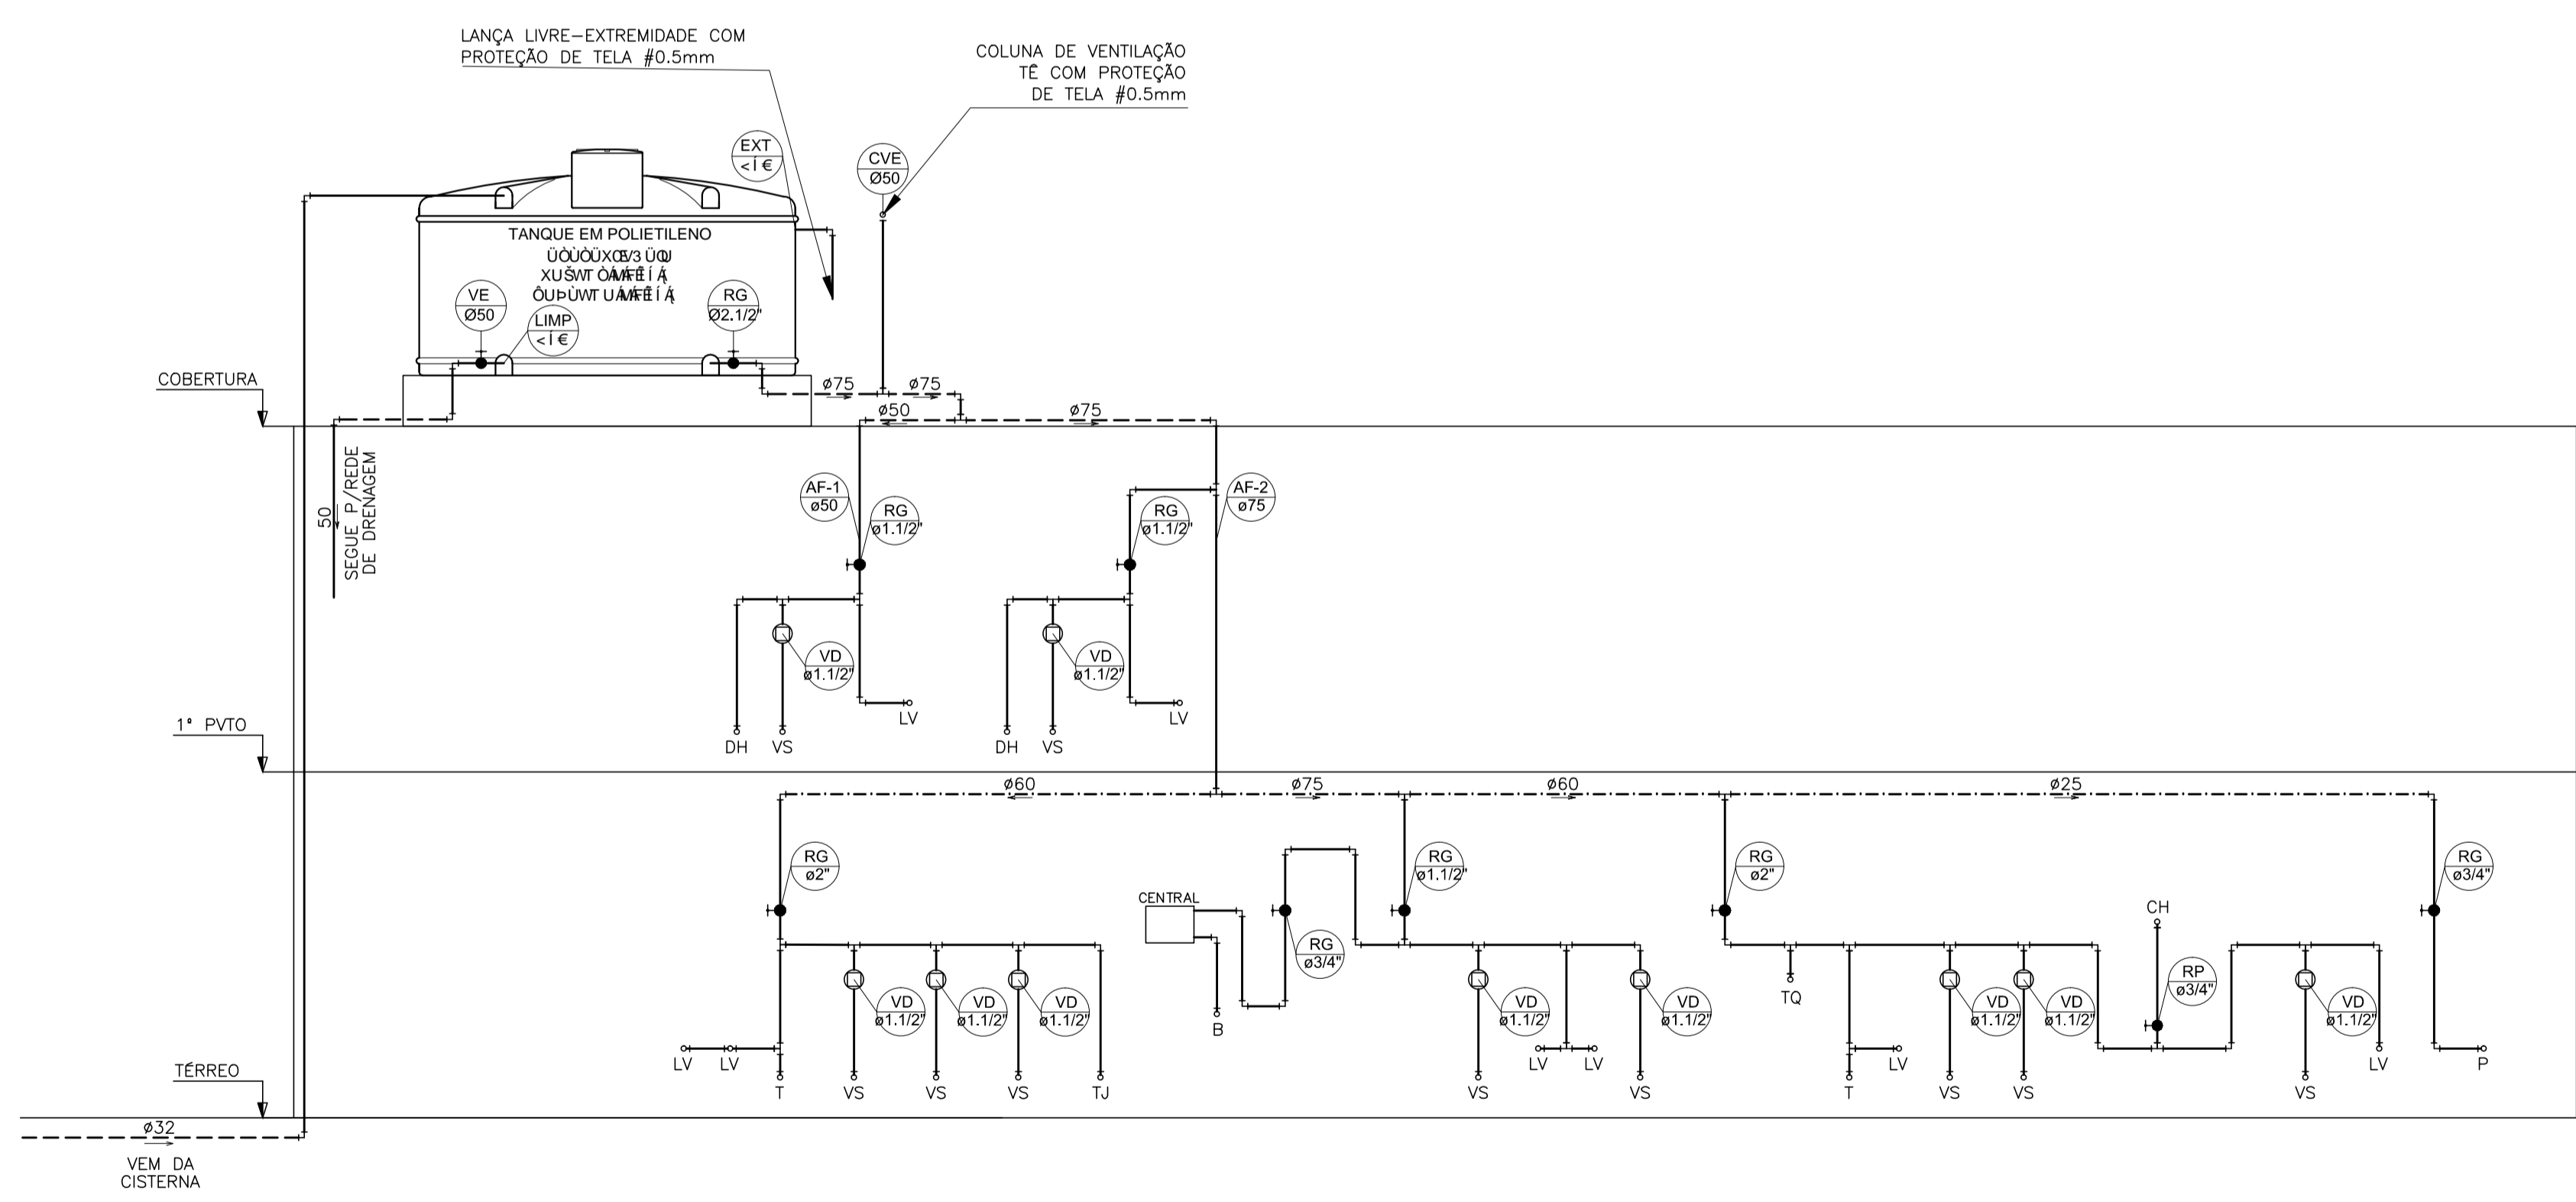 LANÇA LIVRE-EXTREMIDADE COM
PROTEÇÃO DE TELA #0.5mm
COLUNA DE VENTILAÇÃO
TÊ COM PROTEÇÃO
DE TELA #0.5mm
EXT
CVE
Ø50
TANQUE EM POLIETILENO
VE
Ø50
LIMP
RG
Ø2.1/2"
COBERTURA
ø75
ø75
ø50
ø75
50
SEGUE P/REDE
DE DRENAGEM
AF-1
ø50
RG
ø1.1/2"
RG
ø1.1/2"
AF-2
ø75
VD
ø1.1/2"
VD
ø1.1/2"
LV
LV
DH
VS
DH
VS
1º PVTO
ø60
ø75
ø60
ø25
RG
ø2"
RG
ø1.1/2"
RG
ø2"
RG
ø3/4"
CENTRAL
CH
RG
ø3/4"
RP
ø3/4"
VD
ø1.1/2"
VD
ø1.1/2"
VD
ø1.1/2"
B
VD
ø1.1/2"
VD
ø1.1/2"
TQ
VD
ø1.1/2"
VD
ø1.1/2"
VD
ø1.1/2"
LV
LV
LV
LV
LV
LV
P
TÉRREO
T
VS
VS
VS
TJ
VS
VS
T
VS
VS
VS
ø32
VEM DA
CISTERNA